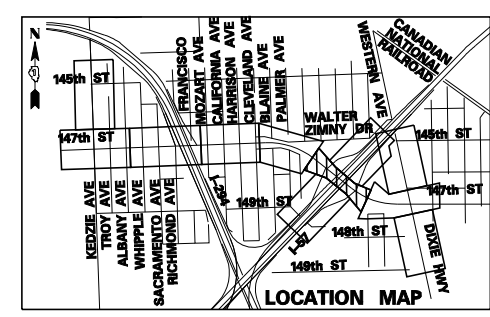 N
CANADIAN
NATIONAL
RAILROAD
WESTERN AVE
FRANCISCO
MOZART AVE
CALIFORNIA AVE
HARRISON AVE
CLEVELAND AVE
BLAINE AVE
PALMER AVE
145th ST
WALTER
ZIMNY DR
145th ST
147th ST
KEDZIE AVE
TROY AVE
ALBANY AVE
WHIPPLE AVE
SACRAMENTO AVE
RICHMOND AVE
I-294
149th ST
147th ST
I-57
148th ST
149th ST
DIXIE HWY
LOCATION MAP